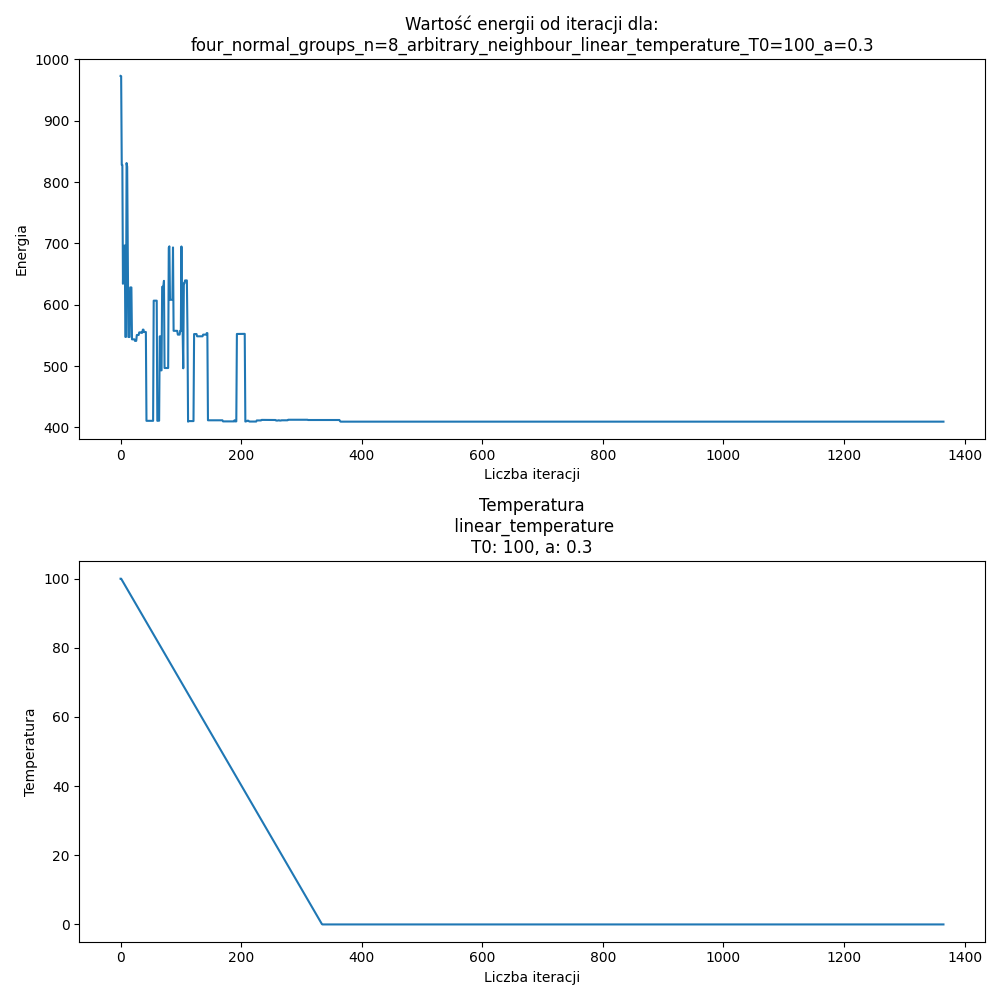 Wartość energii od iteracji dla:
four_normal_groups_n=8_arbitrary_neighbour_linear_temperature_T0=100_a=0.3
1000
900
800
700
600
500
400
Energia
0 200 400 600 800 1000 1200 1400
Liczba iteracji
Temperatura
linear_temperature
T0: 100, a: 0.3
100
80
60
40
20
0
Temperatura
0 200 400 600 800 1000 1200 1400
Liczba iteracji